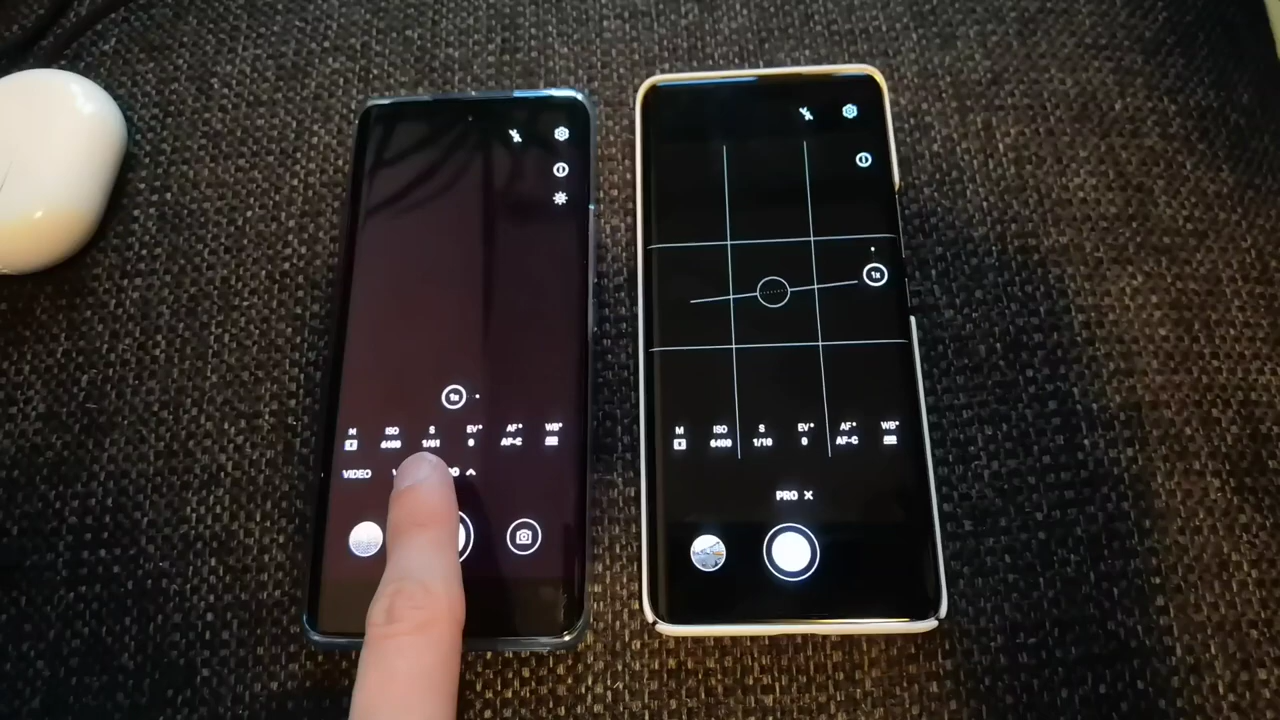 1x
M ISO S EV° AF° WB°
6400 1/61 0 AF-C
VIDEO
1x
M ISO S EV° AF° WB°
6400 1/10 0 AF-C
PRO X